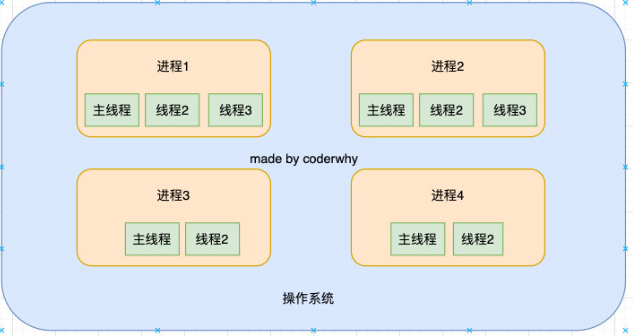 进程1
主线程 线程2 线程3
进程2
主线程 线程2 线程3
made by coderwhy
进程3
主线程 线程2
进程4
主线程 线程2
操作系统